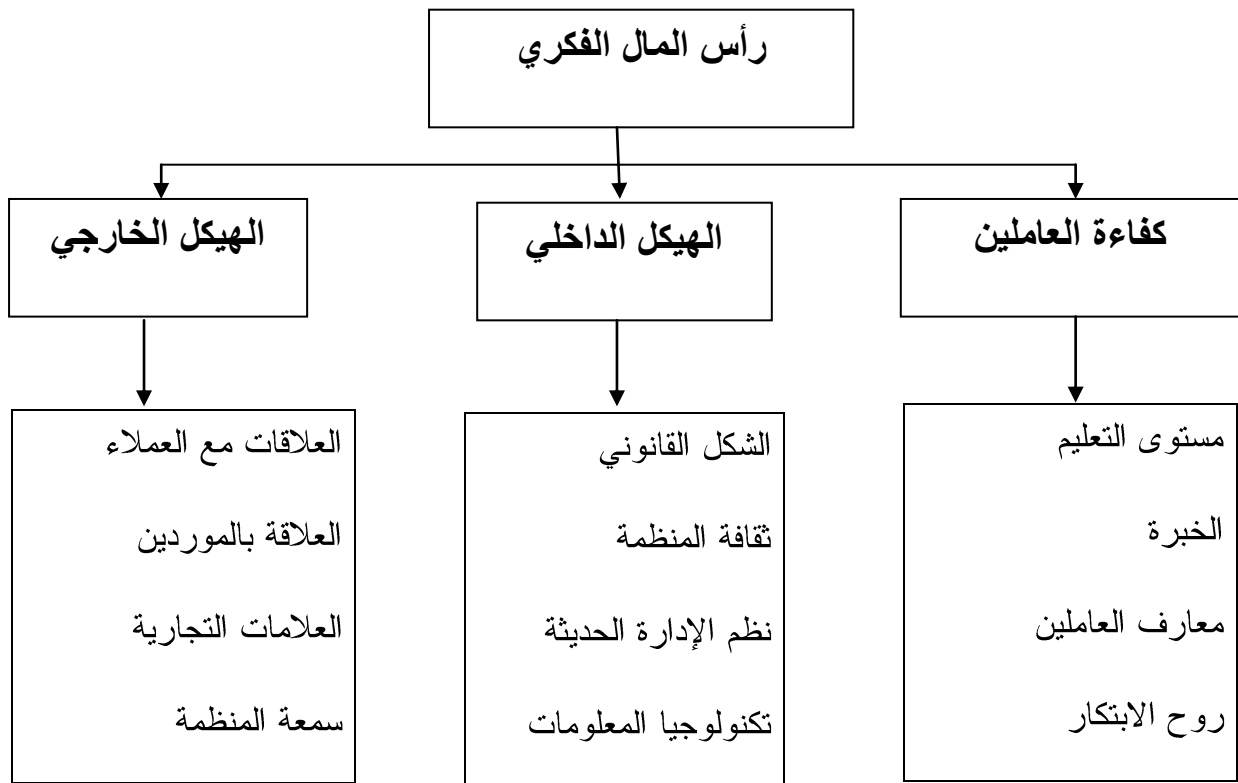 رأس المال الفكري
كفاءة العاملين
الهيكل الداخلي
الهيكل الخارجي
مستوى التعليم
الخبرة
معارف العاملين
روح الابتكار
الشكل القانوني
ثقافة المنظمة
نظم الإدارة الحديثة
تكنولوجيا المعلومات
العلاقات مع العملاء
العلاقة بالموردين
العلامات التجارية
سمعة المنظمة